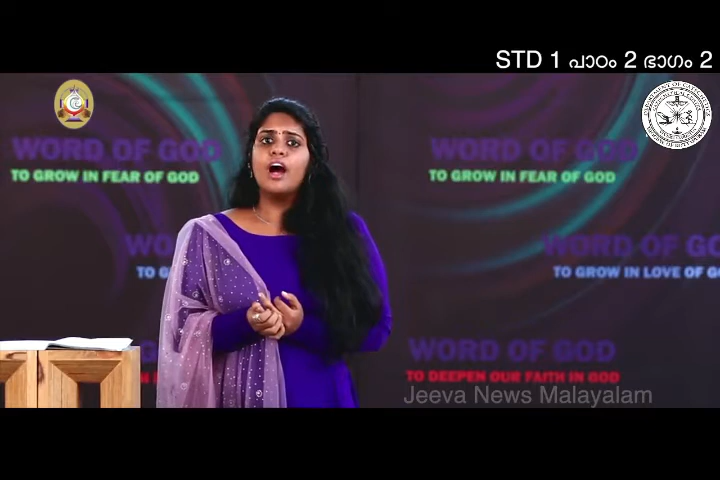 STD 1 പാഠം 2 ഭാഗം 2
WORD OF GOD
TO GROW IN FEAR OF GOD
WORD OF GOD
TO GROW IN FEAR OF GOD
WORD OF GO
TO GROW IN LOVE OF GO
WORD OF GOD
TO DEEPEN OUR FAITH IN GOD
Jeeva News Malayalam